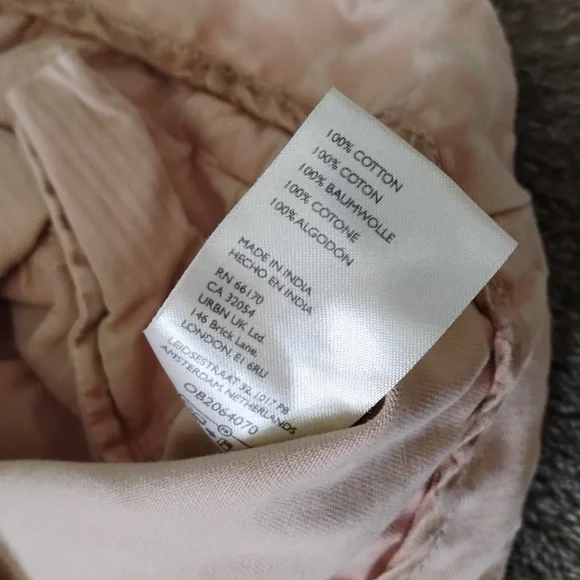 100% COTTON
100% COTON
100% BAUMWOLLE
100% COTONE
100% ALGODÓN
MADE IN INDIA
HECHO EN INDIA
RN 66170
CA 32054
URBN UK Ltd.
146 Brick Lane,
LONDON, E1 6RU
LEIDSESTRAAT 32, 1017 PB
AMSTERDAM, NETHERLANDS
OB3064070